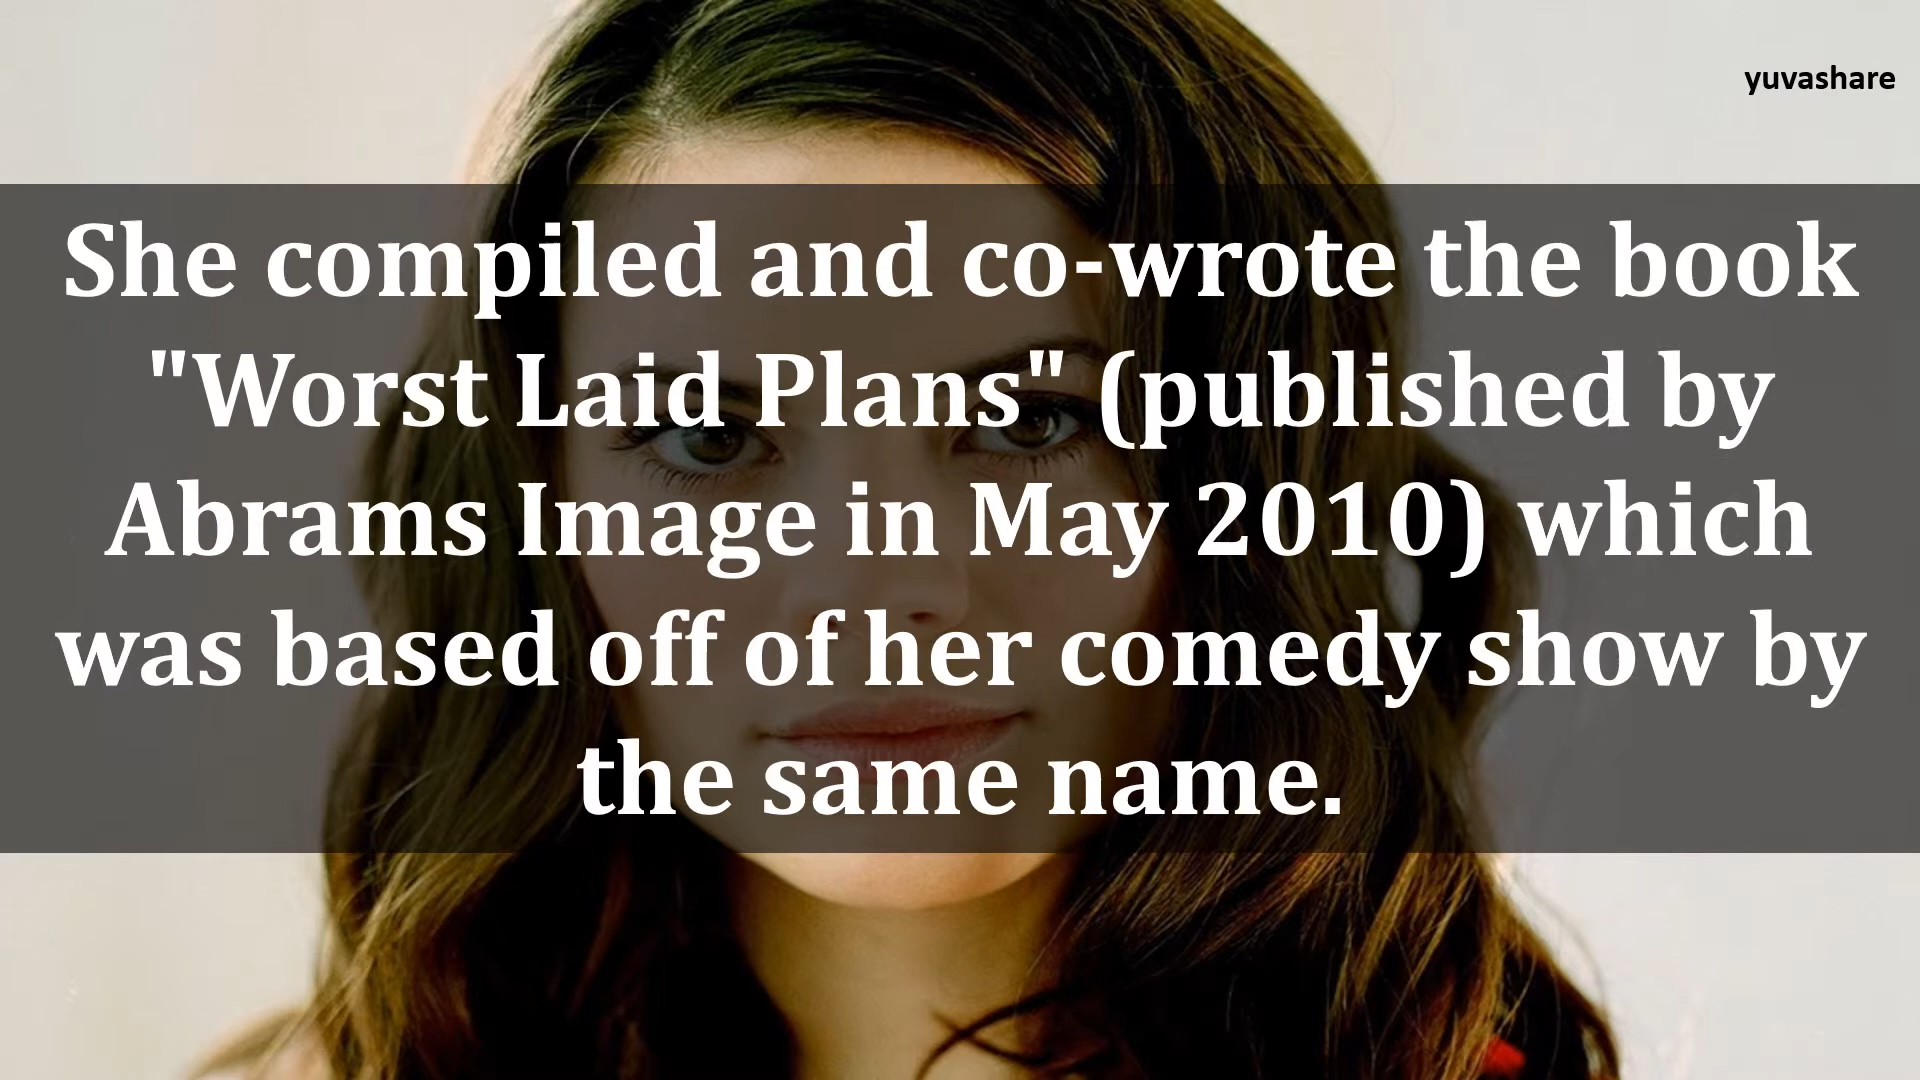 yuvashare
She compiled and co-wrote the book
"Worst Laid Plans" (published by
Abrams Image in May 2010) which
was based off of her comedy show by
the same name.